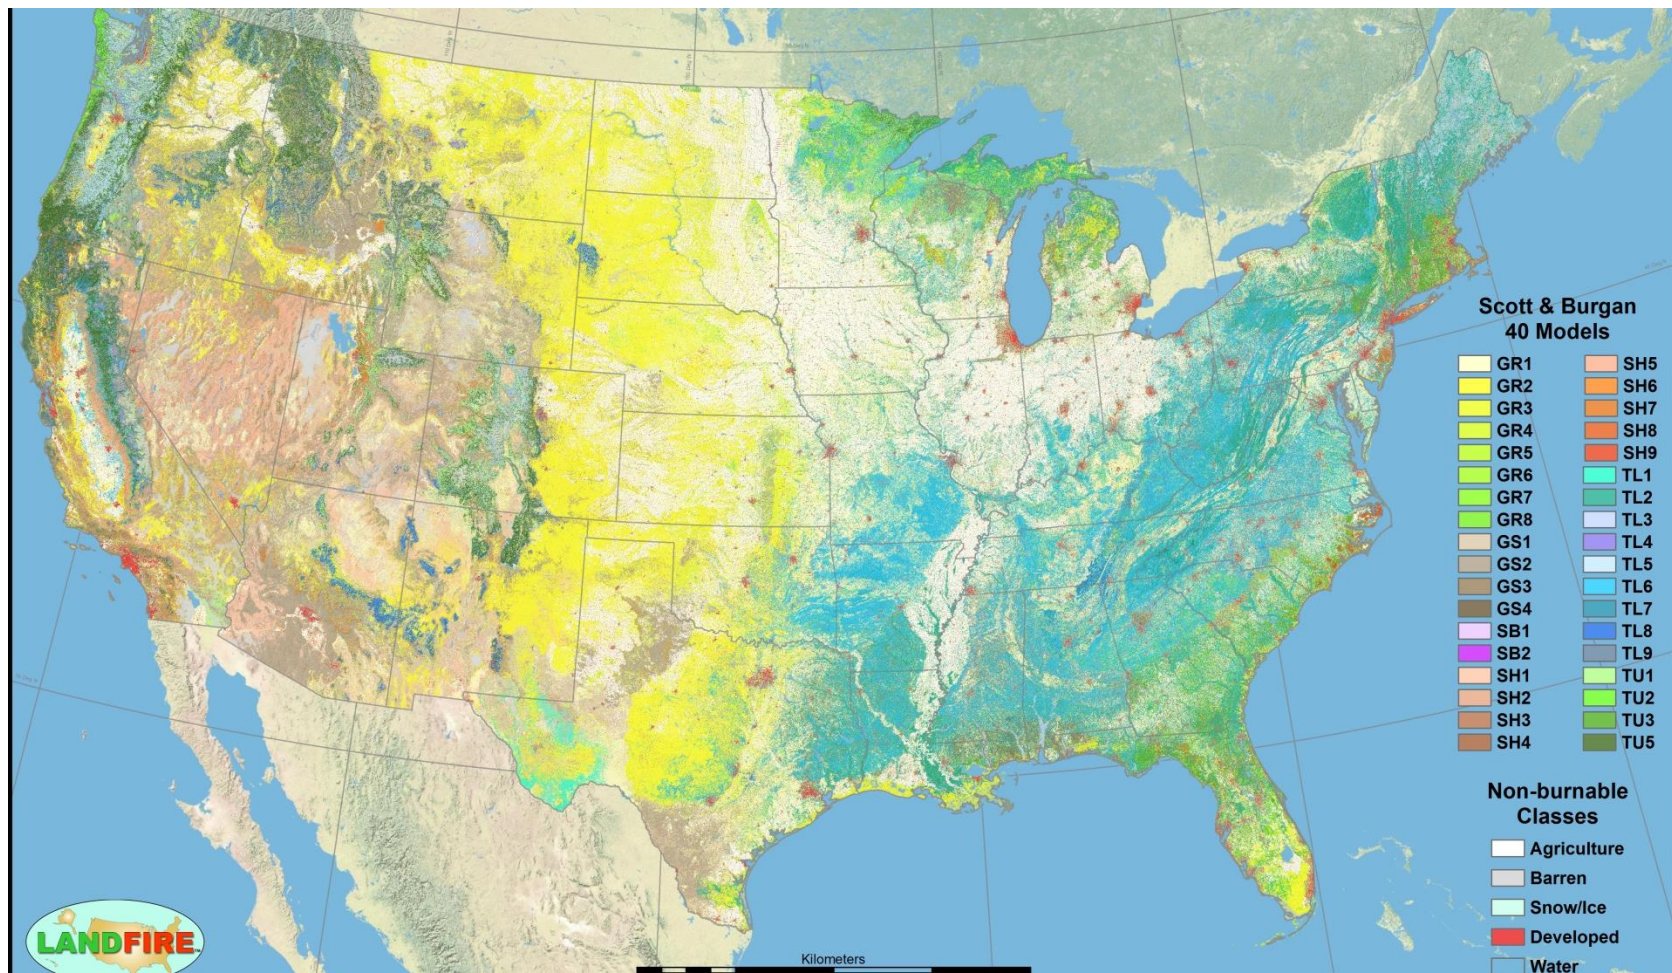 Scott & Burgan
40 Models
GR1
GR2
GR3
GR4
GR5
GR6
GR7
GR8
GS1
GS2
GS3
GS4
SB1
SB2
SH1
SH2
SH3
SH4
SH5
SH6
SH7
SH8
SH9
TL1
TL2
TL3
TL4
TL5
TL6
TL7
TL8
TL9
TU1
TU2
TU3
TU5
Non-burnable
Classes
Agriculture
Barren
Snow/Ice
Developed
Water
LANDFIRE
Kilometers